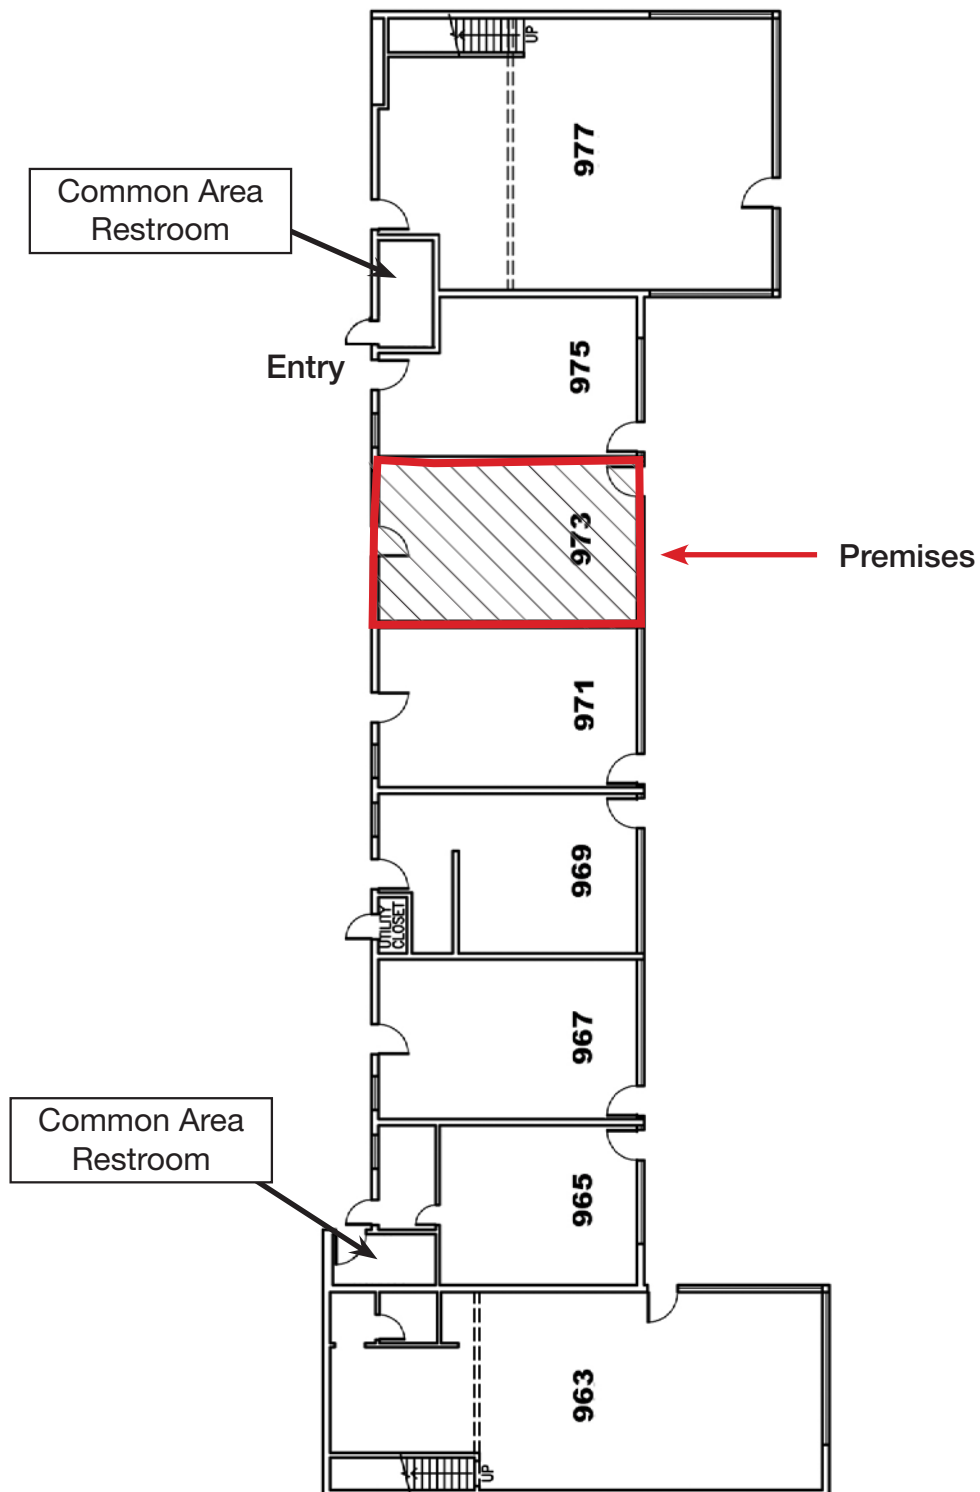 UP
977
Common Area
Restroom
Entry
975
973
Premises
971
969
UTILITY
CLOSET
967
Common Area
Restroom
965
963
UP